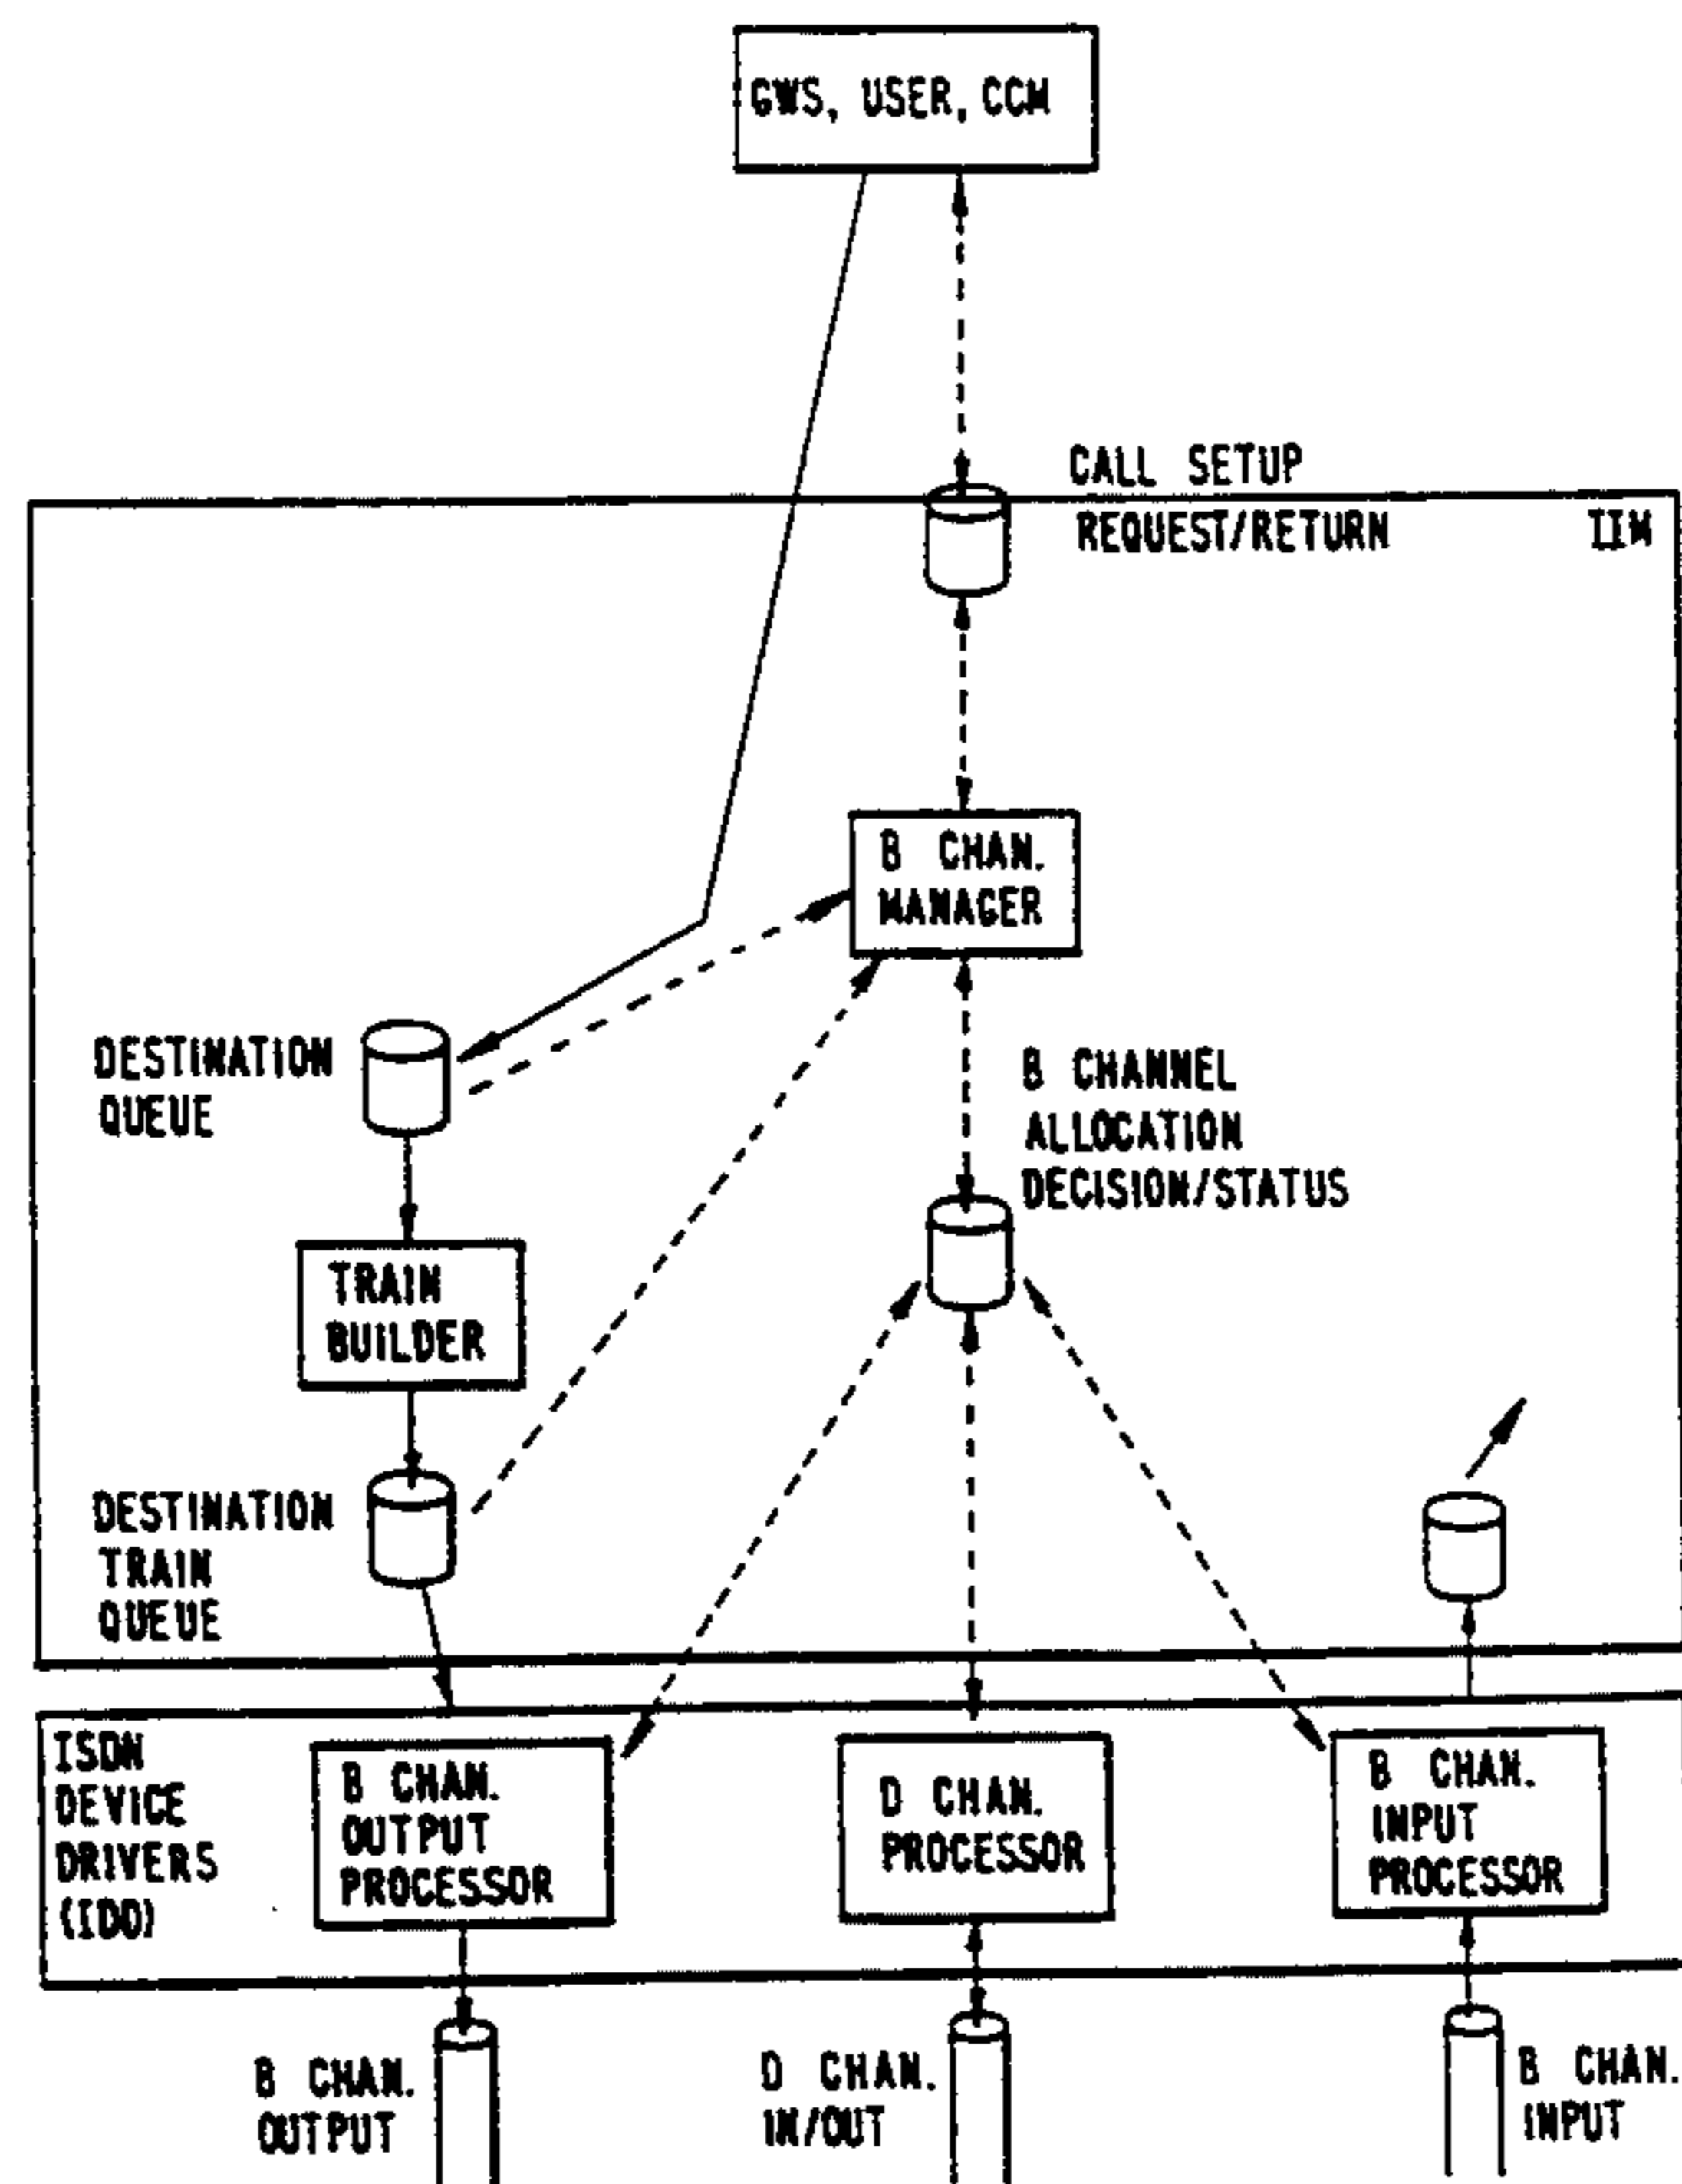 GWS, USER, CCM
CALL SETUP
REQUEST/RETURN
IIM
B CHAN.
MANAGER
DESTINATION
QUEUE
B CHANNEL
ALLOCATION
DECISION/STATUS
TRAIN
BUILDER
DESTINATION
TRAIN
QUEUE
ISDN
DEVICE
DRIVERS
(IDD)
B CHAN.
OUTPUT
PROCESSOR
D CHAN.
PROCESSOR
B CHAN.
INPUT
PROCESSOR
B CHAN.
OUTPUT
D CHAN.
IN/OUT
B CHAN.
INPUT